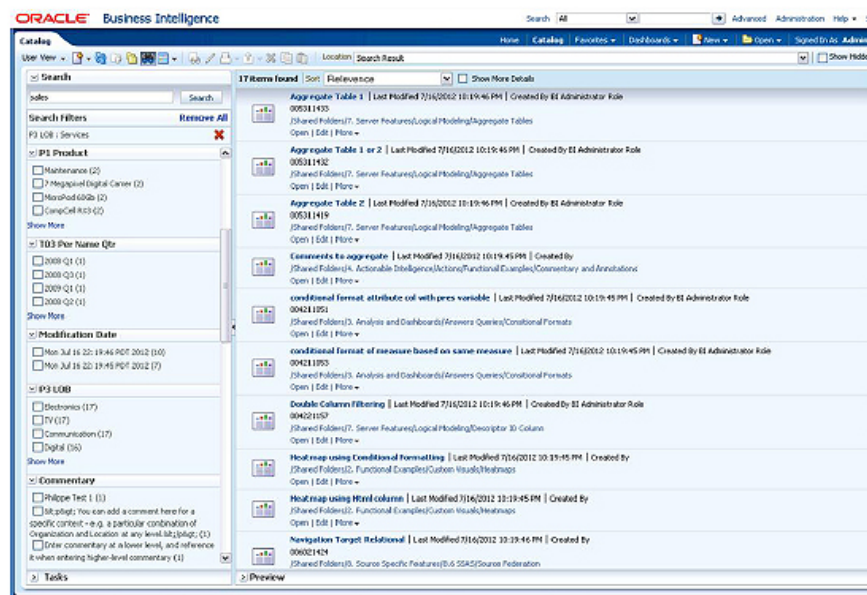 ORACLE Business Intelligence
Search All Advanced Administration Help
Catalog
Home Catalog Favorites Dashboards New Open Signed In As Admin
User View Location Search Result Show Hidde
Search
sales Search
Search Filters Remove All
P3 LOB : Services
P1 Product
Maintenance (2)
7 Megapixel Digital Camer (2)
MicroPod 60Gb (2)
CompCell RX3 (2)
Show More
T03 Per Name Qtr
2008 Q1 (1)
2008 Q3 (1)
2009 Q1 (1)
2008 Q2 (1)
Show More
Modification Date
Mon Jul 16 22:19:46 PDT 2012 (10)
Mon Jul 16 22:19:45 PDT 2012 (7)
P3 LOB
Electronics (17)
TV (17)
Communication (17)
Digital (16)
Show More
Commentary
Philippe Test 1 (1)
You can add a comment here for a
specific content - e.g. a particular combination of
Organization and Location at any level. (1)
Enter commentary at a lower level, and reference
it when entering higher-level commentary (1)
Tasks
17 items found Sort Relevance Show More Details
Aggregate Table 1 | Last Modified 7/16/2012 10:19:46 PM | Created By BI Administrator Role
005311433
/Shared Folders/7. Server Features/Logical Modeling/Aggregate Tables
Open | Edit | More
Aggregate Table 1 or 2 | Last Modified 7/16/2012 10:19:46 PM | Created By BI Administrator Role
005311432
/Shared Folders/7. Server Features/Logical Modeling/Aggregate Tables
Open | Edit | More
Aggregate Table 2 | Last Modified 7/16/2012 10:19:46 PM | Created By BI Administrator Role
005311419
/Shared Folders/7. Server Features/Logical Modeling/Aggregate Tables
Open | Edit | More
Comments to aggregate | Last Modified 7/16/2012 10:19:45 PM | Created By
/Shared Folders/4. Actionable Intelligence/Actions/Functional Examples/Commentary and Annotations
Open | Edit | More
conditional format attribute col with pres variable | Last Modified 7/16/2012 10:19:45 PM | Created By BI Administrator Role
004211051
/Shared Folders/3. Analysis and Dashboards/Answers Queries/Consitional Formats
Open | Edit | More
conditional format of measure based on same measure | Last Modified 7/16/2012 10:19:45 PM | Created By BI Administrator Role
004211053
/Shared Folders/3. Analysis and Dashboards/Answers Queries/Consitional Formats
Open | Edit | More
Double Column Filtering | Last Modified 7/16/2012 10:19:46 PM | Created By BI Administrator Role
004221157
/Shared Folders/7. Server Features/Logical Modeling/Descriptor ID Column
Open | Edit | More
Heatmap using Conditional Formatting | Last Modified 7/16/2012 10:19:45 PM | Created By
/Shared Folders/2. Functional Examples/Custom Visuals/Heatmaps
Open | Edit | More
Heatmap using Html column | Last Modified 7/16/2012 10:19:45 PM | Created By
/Shared Folders/2. Functional Examples/Custom Visuals/Heatmaps
Open | Edit | More
Navigation Target Relational | Last Modified 7/16/2012 10:19:46 PM | Created By BI Administrator Role
006021424
/Shared Folders/8. Source Specific Features/8.6 SSAS/Source Federation
Preview